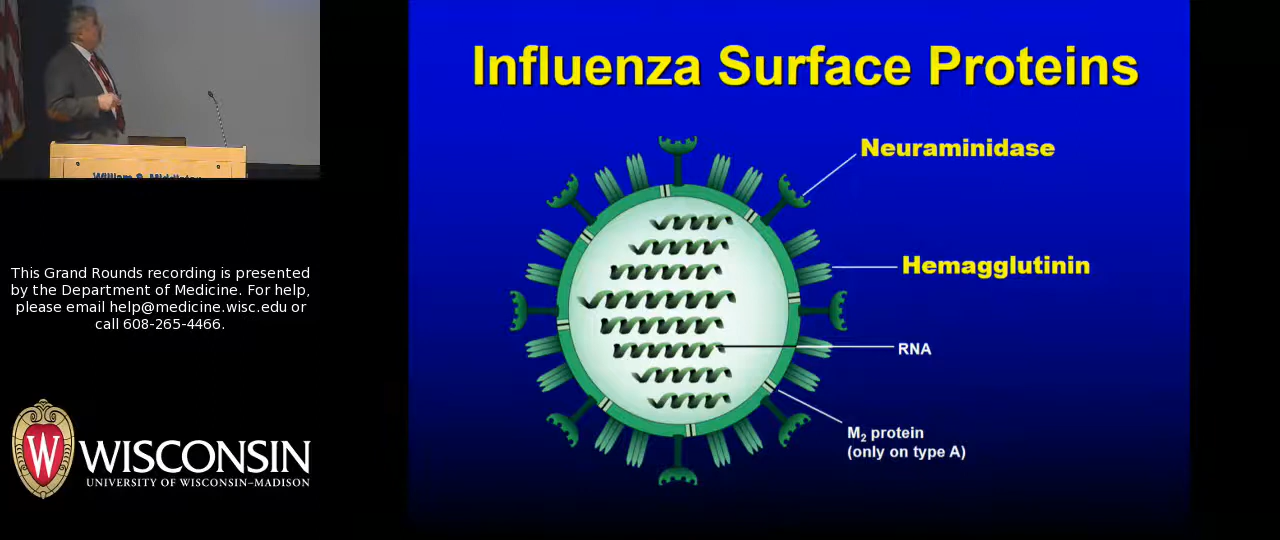 Influenza Surface Proteins
Neuraminidase
Hemagglutinin
RNA
M₂ protein
(only on type A)
William S. Middleton
This Grand Rounds recording is presented
by the Department of Medicine. For help,
please email help@medicine.wisc.edu or
call 608-265-4466.
W
WISCONSIN
UNIVERSITY OF WISCONSIN–MADISON